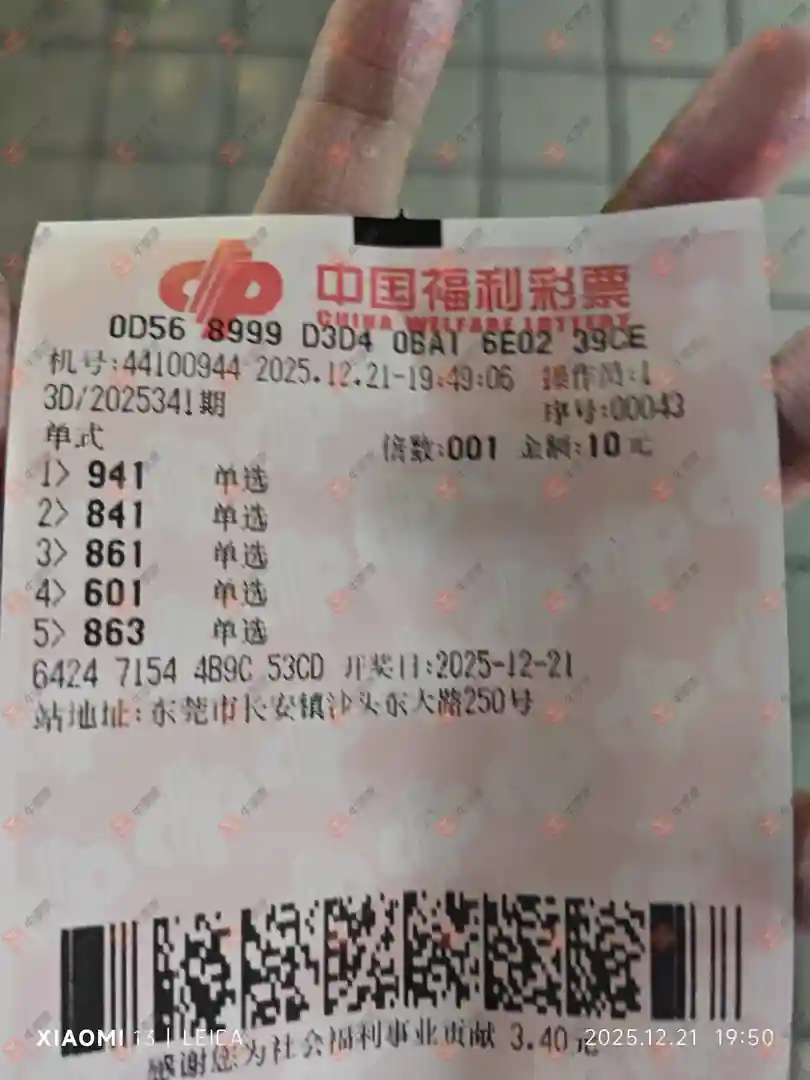 中国福利彩票
CHINA WELFARE LOTTERY
0D56 8999 D3D4 0BA1 6E02 39CE
机号:44100944 2025.12.21-19:49:06 操作员:1
3D/2025341期 序号:00043
单式 倍数:001 金额:10元
1> 941 单选
2> 841 单选
3> 861 单选
4> 601 单选
5> 863 单选
6424 7154 4B9C 53CD 开奖日:2025-12-21
站地址:东莞市长安镇沙头东大路250号
感谢您为社会福利事业贡献 3.40元
XIAOMI 13 | LEICA 2025.12.21 19:50